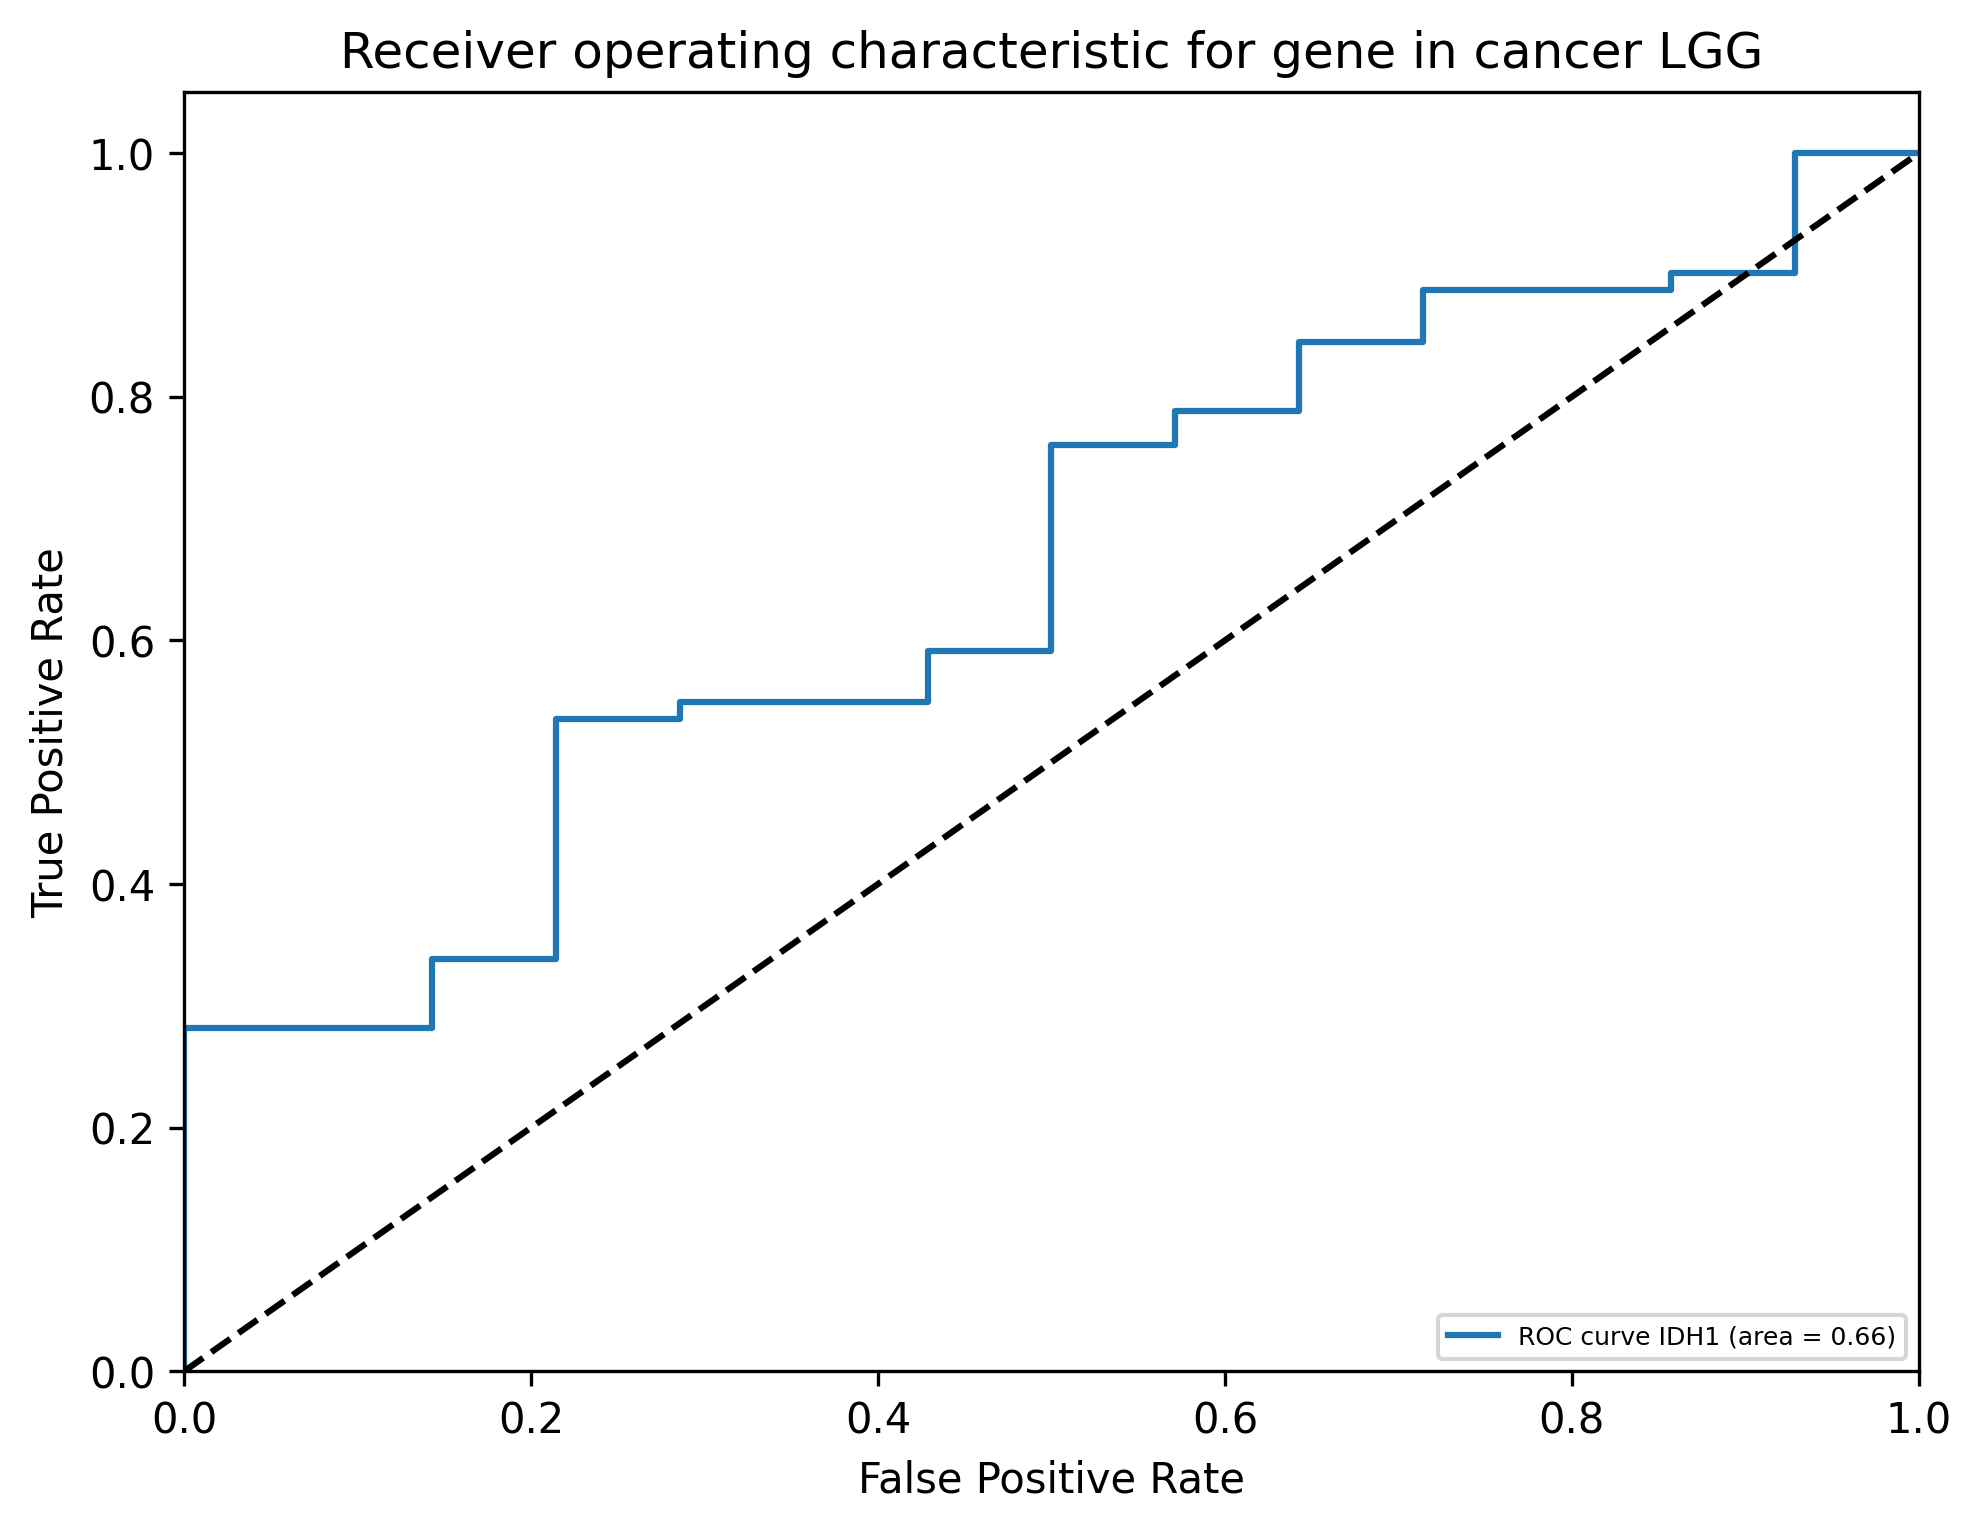 Receiver operating characteristic for gene in cancer LGG
1.0
0.8
0.6
0.4
0.2
0.0
True Positive Rate
ROC curve IDH1 (area = 0.66)
0.0 0.2 0.4 0.6 0.8 1.0
False Positive Rate